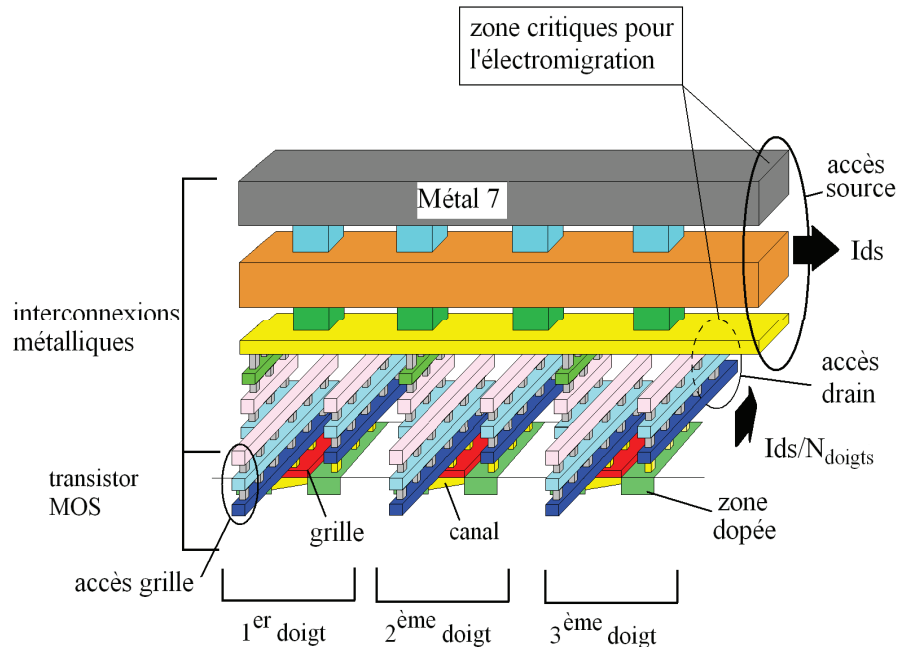 zone critiques pour
l'électromigration
accès
source
Métal 7
Ids
interconnexions
métalliques
accès
drain
Ids/Ndoigts
transistor
MOS
grille
canal
zone
dopée
accès grille
1er doigt
2ème doigt
3ème doigt